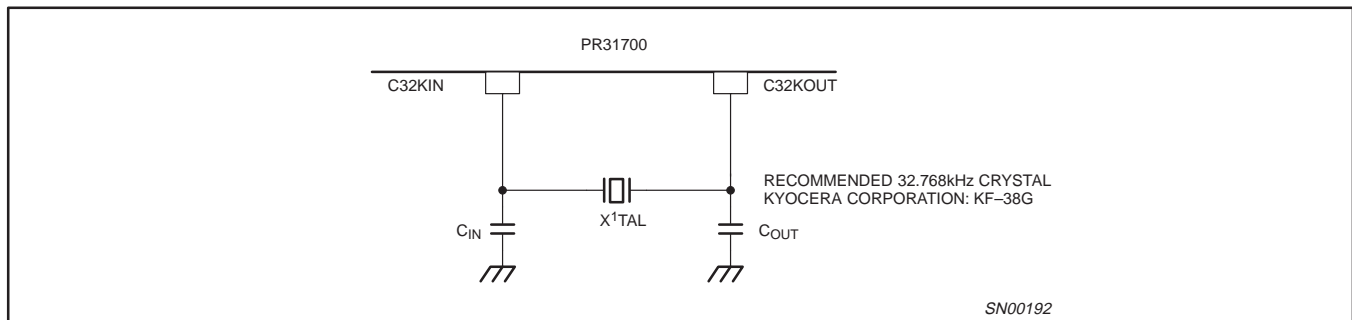 PR31700
C32KIN
C32KOUT
RECOMMENDED 32.768kHz CRYSTAL
KYOCERA CORPORATION: KF–38G
X1TAL
CIN
COUT
SN00192